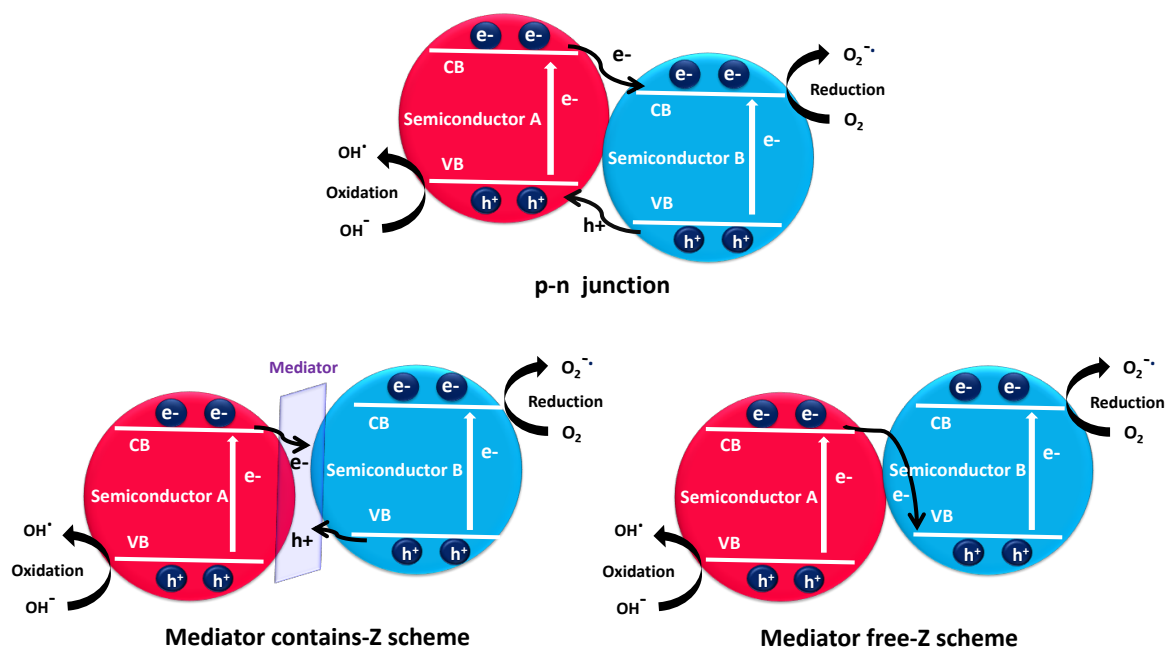 e- e-
CB
e-
Semiconductor A
VB
h⁺ h⁺
OH•
Oxidation
OH⁻
e-
h+
e- e-
CB
e-
Semiconductor B
VB
h⁺ h⁺
O₂⁻•
Reduction
O₂
p-n junction
Mediator
e- e-
CB
e-
Semiconductor A
VB
h⁺ h⁺
OH•
Oxidation
OH⁻
e-
h+
e- e-
CB
e-
Semiconductor B
VB
h⁺ h⁺
O₂⁻•
Reduction
O₂
Mediator contains-Z scheme
e- e-
CB
e-
Semiconductor A
VB
h⁺ h⁺
OH•
Oxidation
OH⁻
e-
e- e-
CB
e-
Semiconductor B
VB
h⁺ h⁺
O₂⁻•
Reduction
O₂
Mediator free-Z scheme